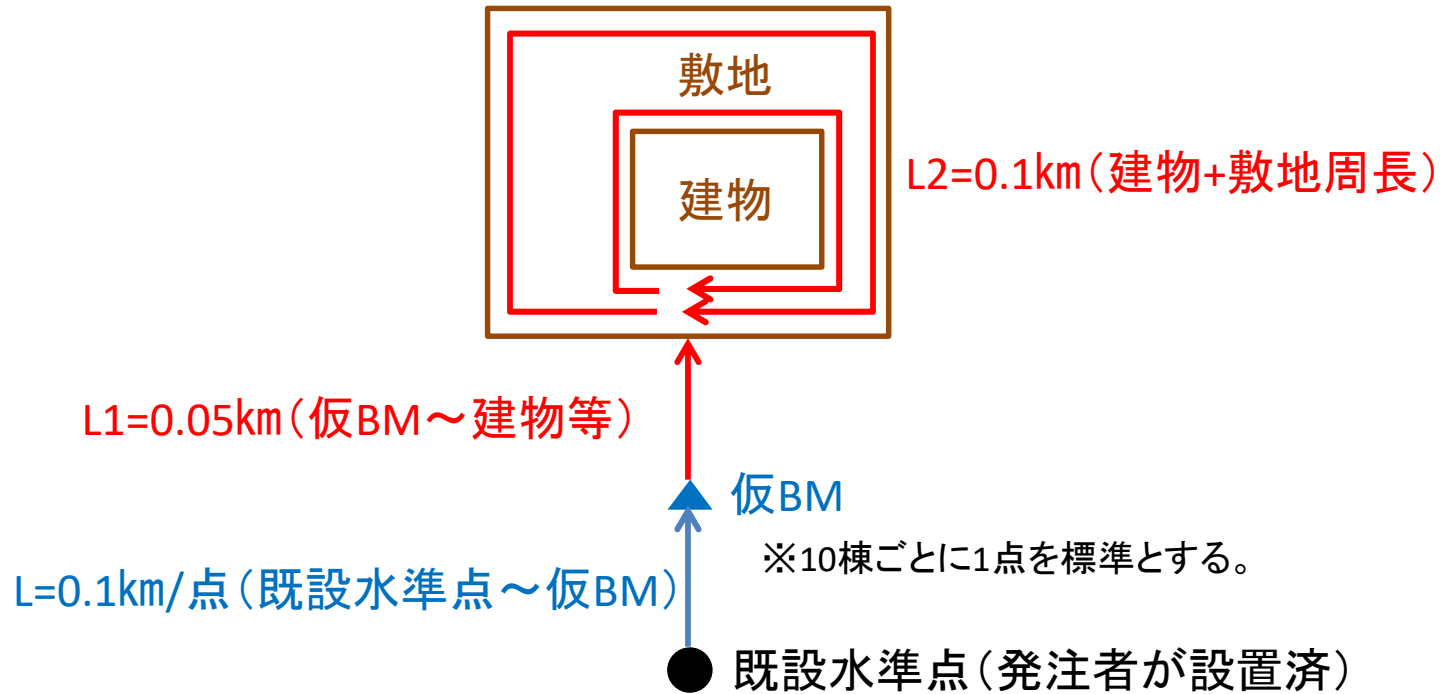 敷地
建物
L2=0.1㎞(建物+敷地周長)
L1=0.05㎞(仮BM～建物等)
仮BM
※10棟ごとに1点を標準とする。
L=0.1㎞/点(既設水準点～仮BM)
既設水準点(発注者が設置済)